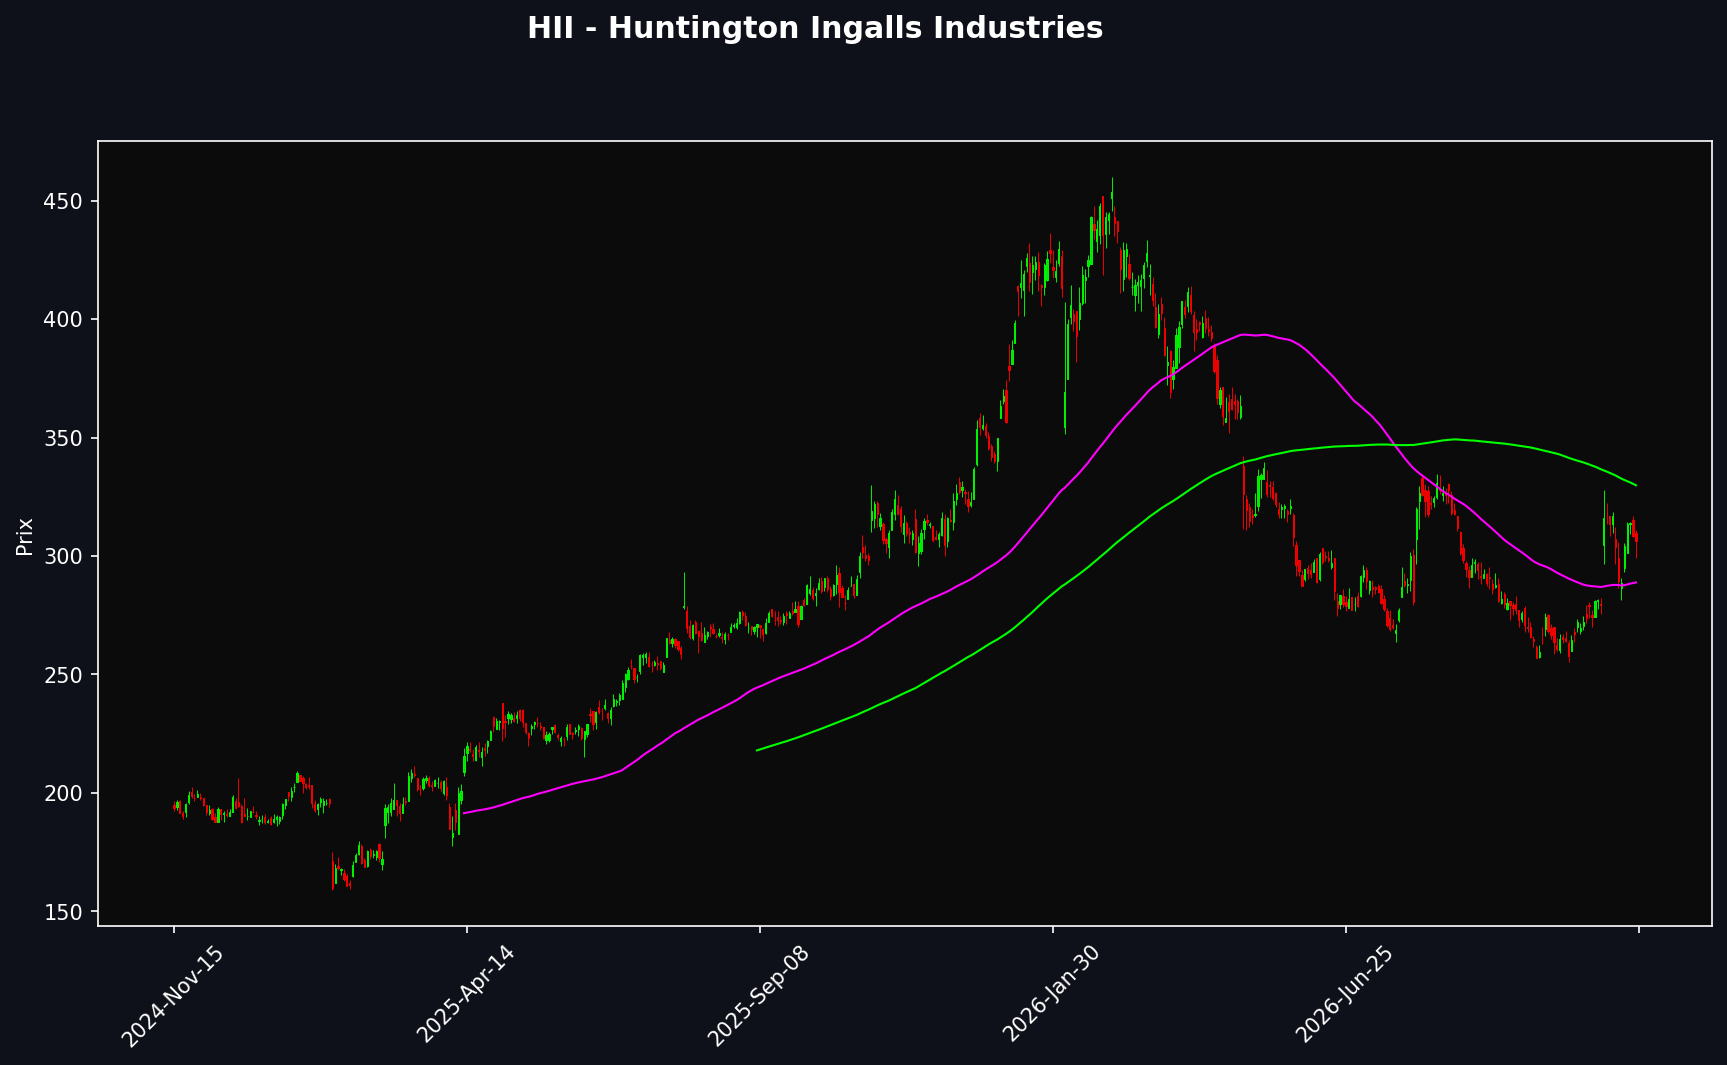 HII - Huntington Ingalls Industries
Prix
450
400
350
300
250
200
150
2024-Nov-15
2025-Apr-14
2025-Sep-08
2026-Jan-30
2026-Jun-25